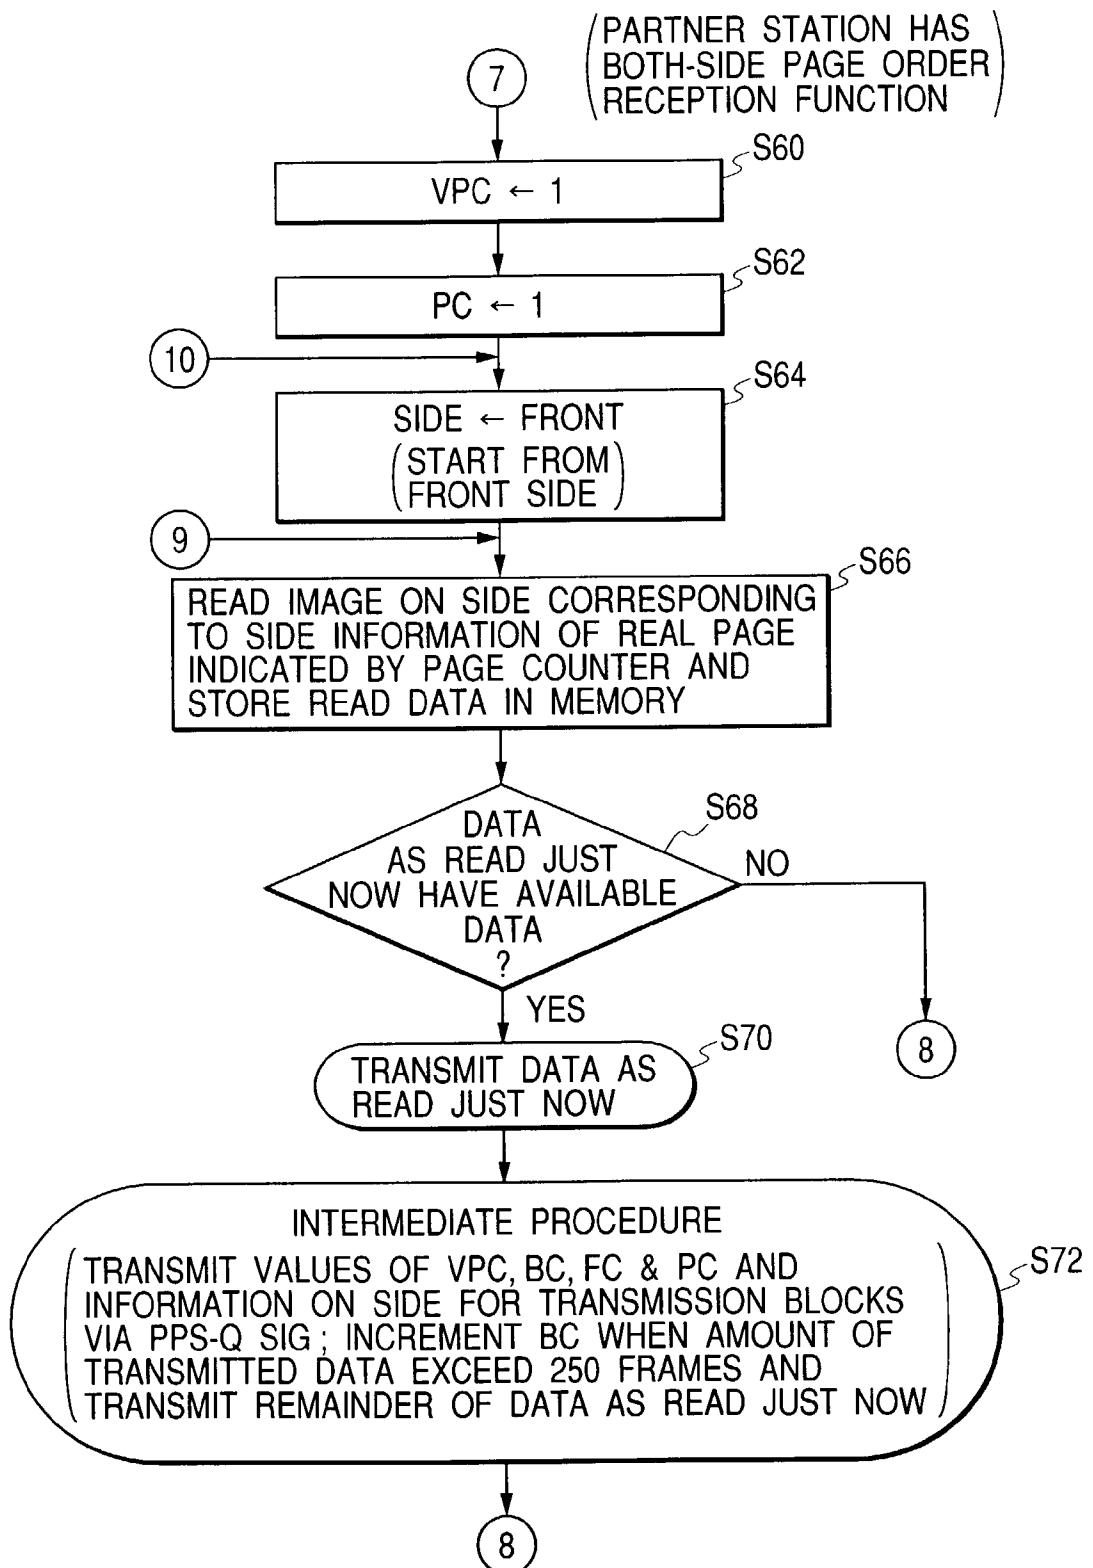 PARTNER STATION HAS
BOTH-SIDE PAGE ORDER
RECEPTION FUNCTION
7
S60
VPC ← 1
S62
PC ← 1
10
S64
SIDE ← FRONT
(START FROM
FRONT SIDE)
9
S66
READ IMAGE ON SIDE CORRESPONDING
TO SIDE INFORMATION OF REAL PAGE
INDICATED BY PAGE COUNTER AND
STORE READ DATA IN MEMORY
S68
DATA
AS READ JUST
NOW HAVE AVAILABLE
DATA
?
NO
YES
8
S70
TRANSMIT DATA AS
READ JUST NOW
INTERMEDIATE PROCEDURE
S72
(TRANSMIT VALUES OF VPC, BC, FC & PC AND
INFORMATION ON SIDE FOR TRANSMISSION BLOCKS
VIA PPS-Q SIG ; INCREMENT BC WHEN AMOUNT OF
TRANSMITTED DATA EXCEED 250 FRAMES AND
TRANSMIT REMAINDER OF DATA AS READ JUST NOW)
8